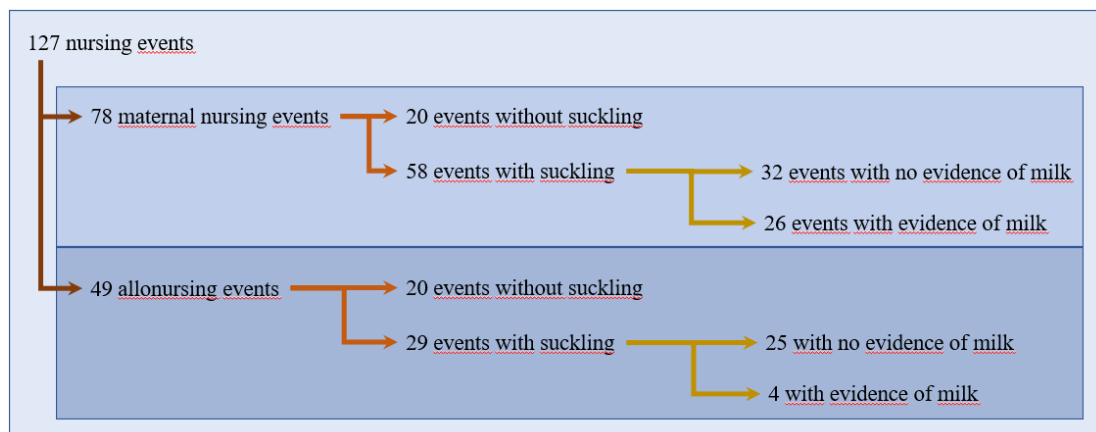 127 nursing events
78 maternal nursing events
20 events without suckling
58 events with suckling
32 events with no evidence of milk
26 events with evidence of milk
49 allonursing events
20 events without suckling
29 events with suckling
25 with no evidence of milk
4 with evidence of milk